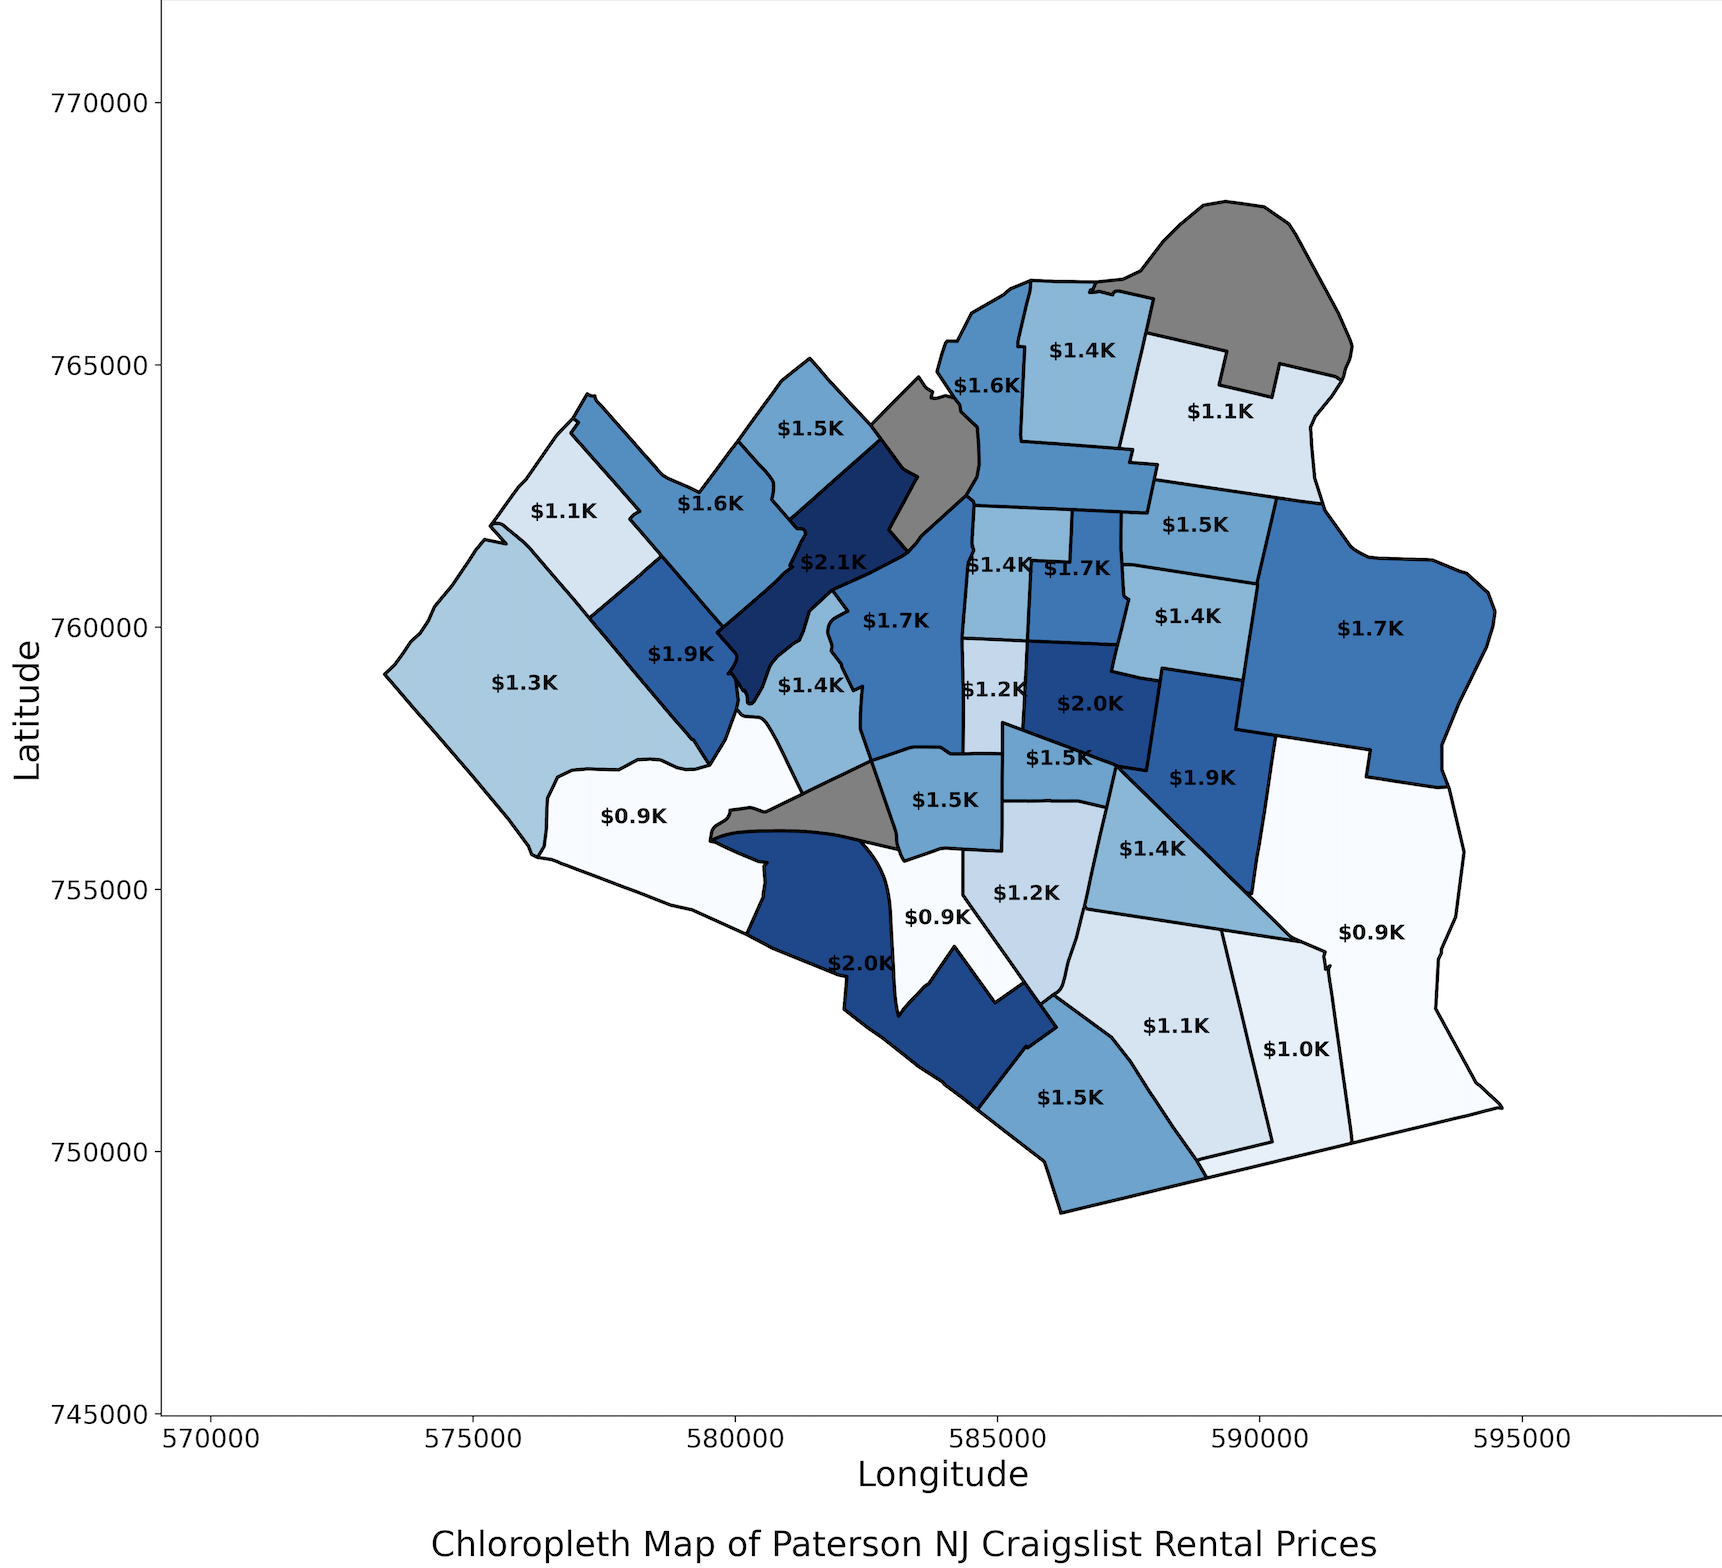 770000
765000
760000
755000
750000
745000
Latitude
$1.4K
$1.6K
$1.1K
$1.5K
$1.6K
$1.1K
$1.5K
$2.1K
$1.4K
$1.7K
$1.7K
$1.4K
$1.7K
$1.9K
$1.3K
$1.4K
$1.2K
$2.0K
$1.5K
$1.9K
$1.5K
$0.9K
$1.4K
$1.2K
$0.9K
$0.9K
$2.0K
$1.1K
$1.0K
$1.5K
570000 575000 580000 585000 590000 595000
Longitude
Chloropleth Map of Paterson NJ Craigslist Rental Prices